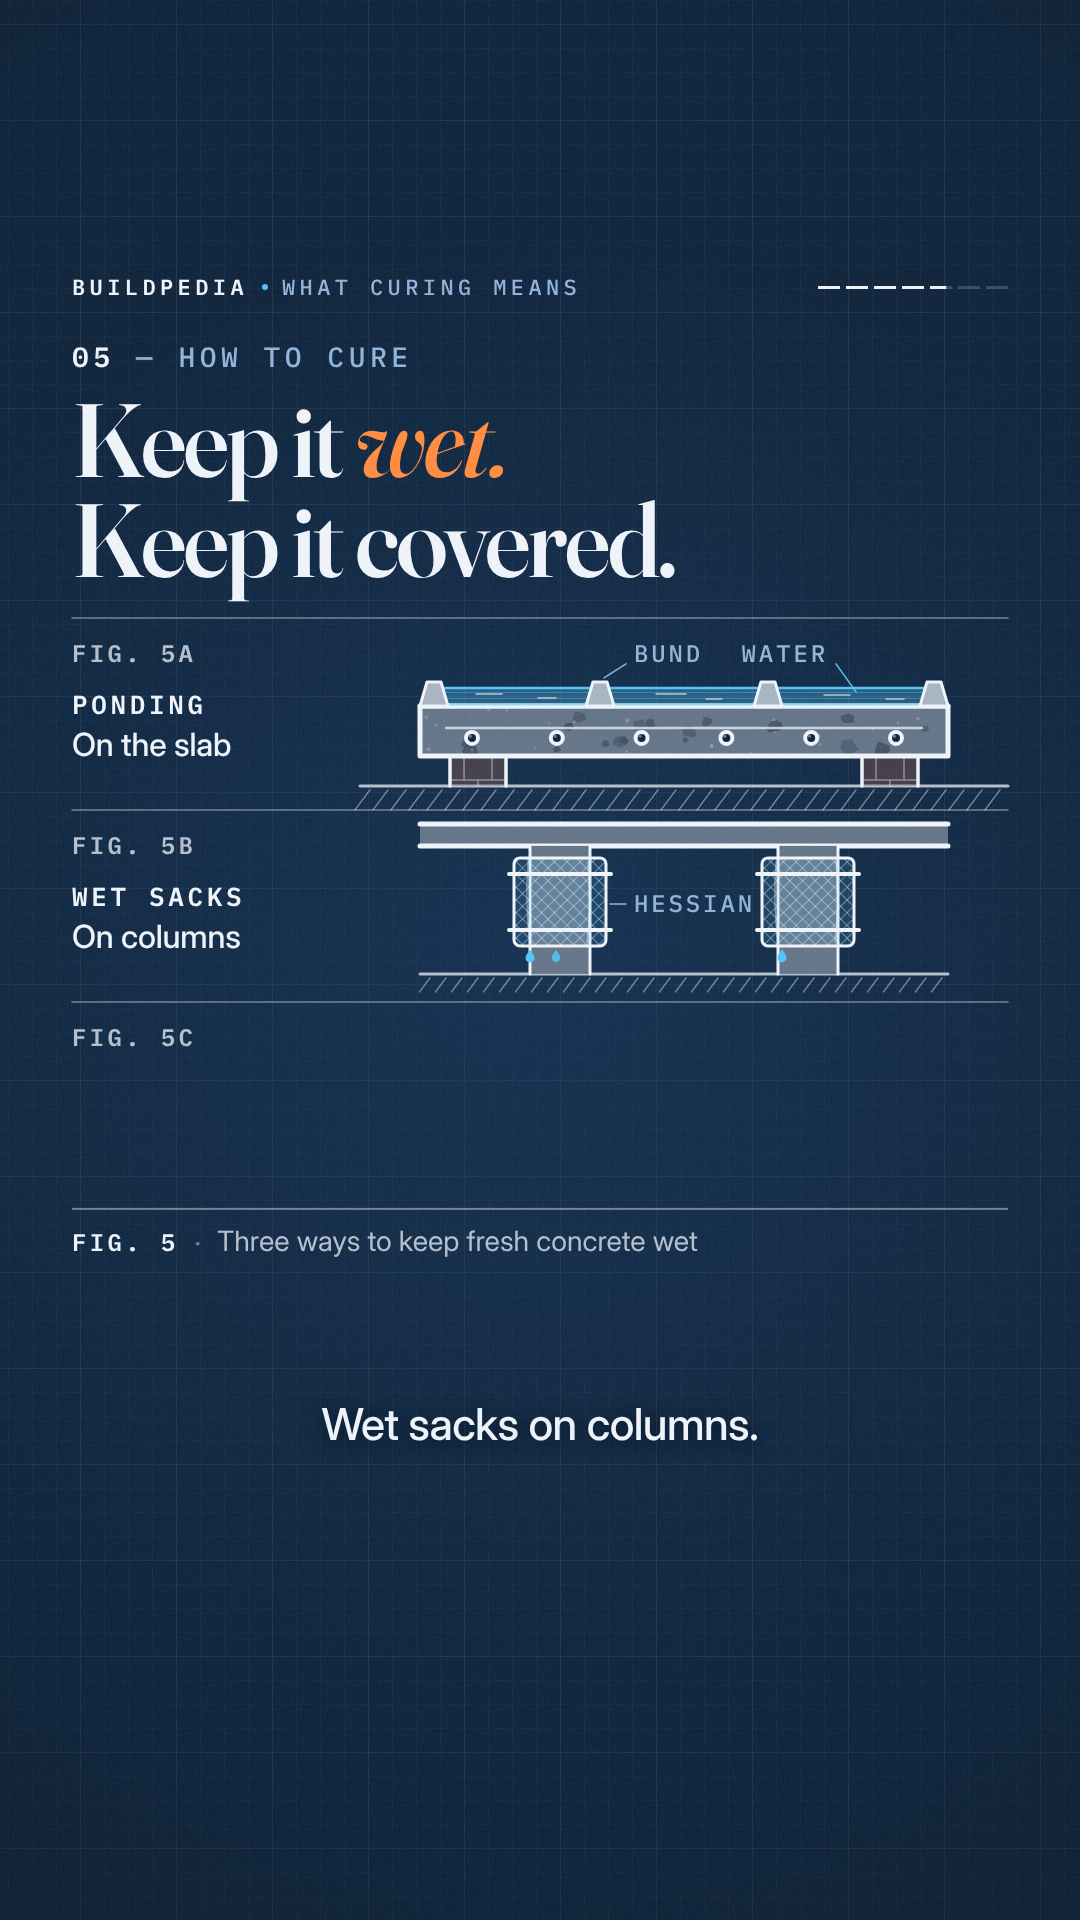 BUILDPEDIA • WHAT CURING MEANS
05 — HOW TO CURE
Keep it wet.
Keep it covered.
FIG. 5A
PONDING
On the slab
BUND
WATER
FIG. 5B
WET SACKS
On columns
HESSIAN
FIG. 5C
FIG. 5 · Three ways to keep fresh concrete wet
Wet sacks on columns.